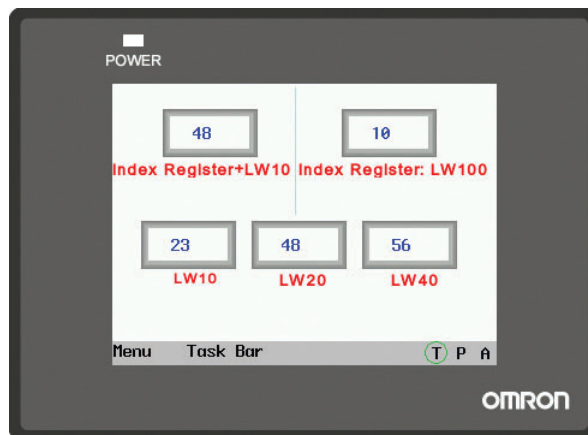 POWER
48
10
Index Register+LW10
Index Register: LW100
23
48
56
LW10
LW20
LW40
Menu Task Bar T P A
OMRON